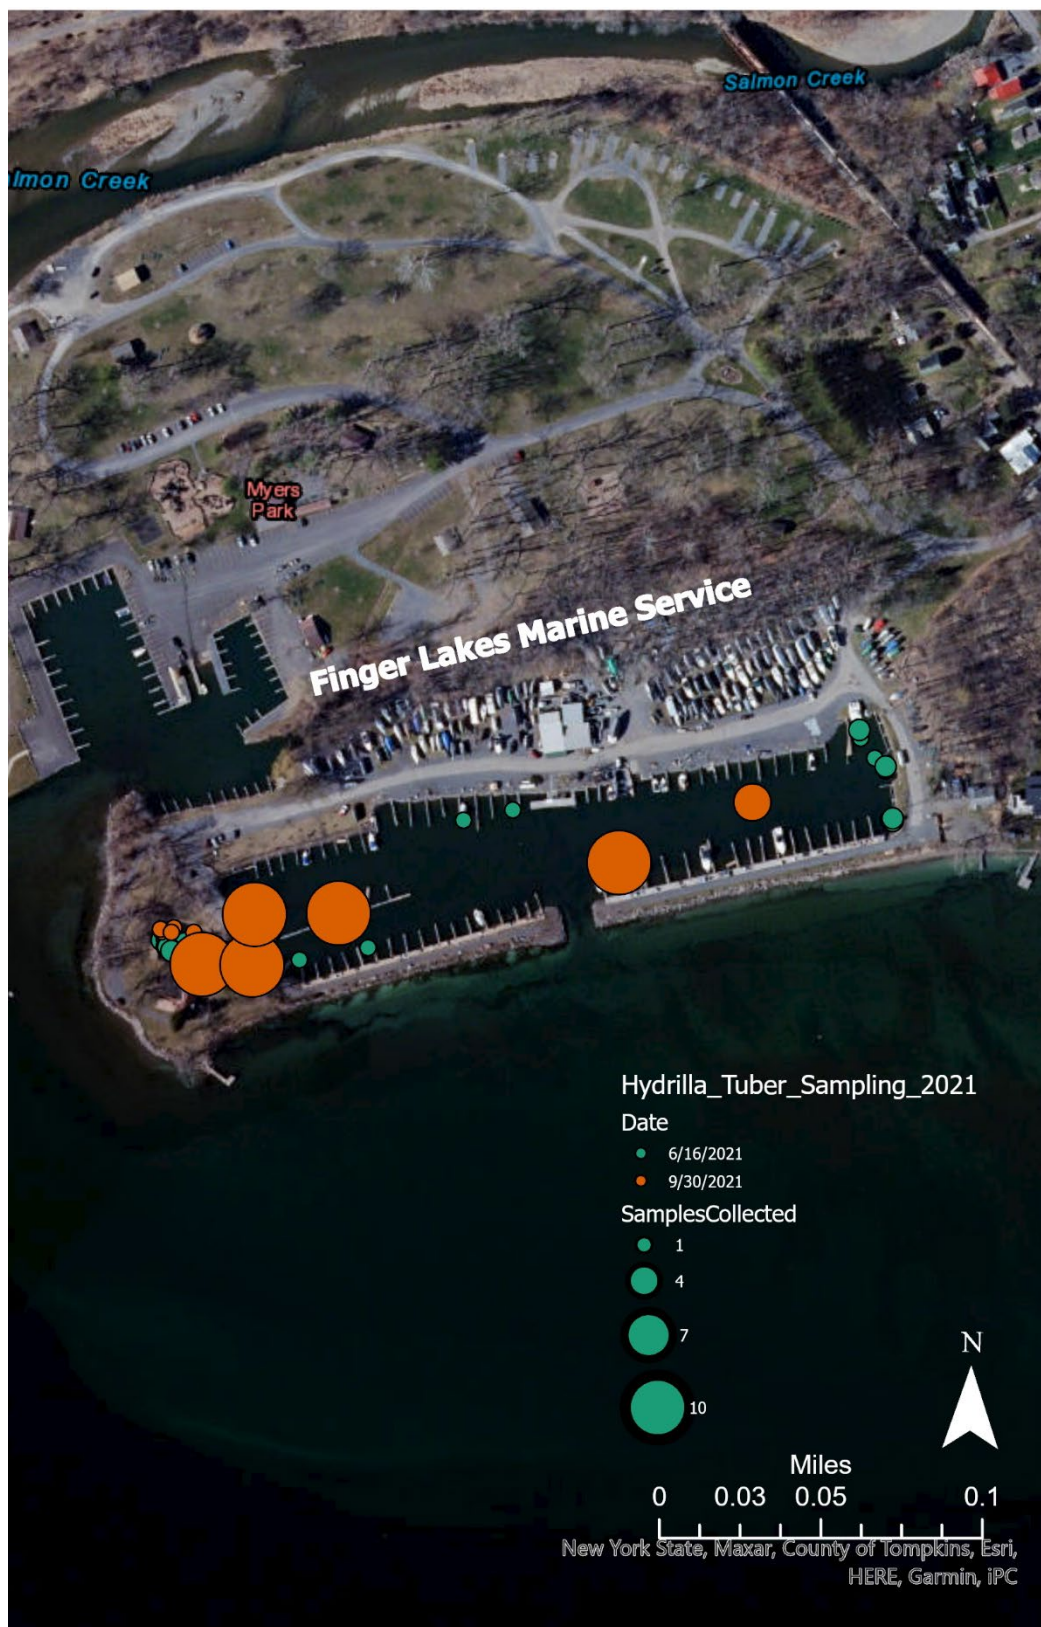 Salmon Creek
almon Creek
Myers
Park
Finger Lakes Marine Service
Hydrilla_Tuber_Sampling_2021
Date
6/16/2021
9/30/2021
SamplesCollected
1
4
7
10
N
Miles
0 0.03 0.05 0.1
New York State, Maxar, County of Tompkins, Esri,
HERE, Garmin, iPC